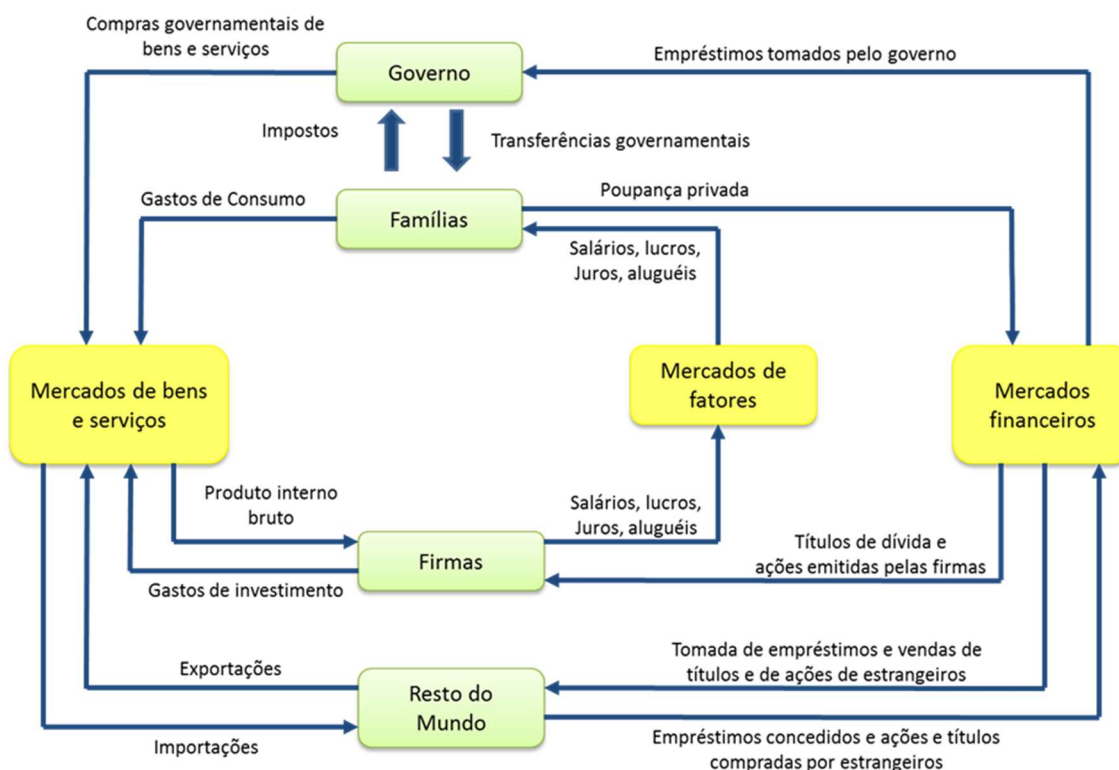 Compras governamentais de
bens e serviços
Governo
Empréstimos tomados pelo governo
Impostos
Transferências governamentais
Gastos de Consumo
Famílias
Poupança privada
Salários, lucros,
Juros, aluguéis
Mercados de bens
e serviços
Mercados de
fatores
Mercados
financeiros
Produto interno
bruto
Salários, lucros,
Juros, aluguéis
Firmas
Títulos de dívida e
ações emitidas pelas firmas
Gastos de investimento
Exportações
Resto do
Mundo
Tomada de empréstimos e vendas de
títulos e de ações de estrangeiros
Importações
Empréstimos concedidos e ações e títulos
compradas por estrangeiros